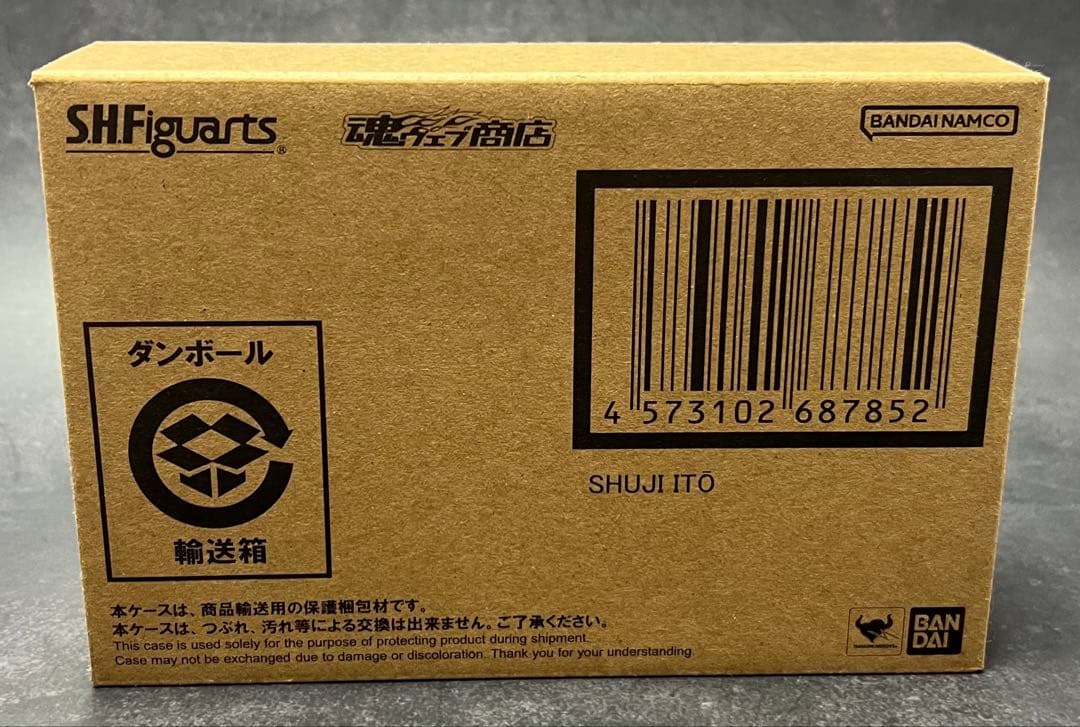 S.H.Figuarts®
魂ウェブ商店
BANDAI NAMCO
4 573102 687852
SHUJI ITŌ
ダンボール
輸送箱
本ケースは、商品輸送用の保護梱包材です。
本ケースは、つぶれ、汚れ等による交換は出来ません。ご了承ください。
This case is used solely for the purpose of protecting product during shipment.
Case may not be exchanged due to damage or discoloration. Thank you for your understanding.
BAN
DAI